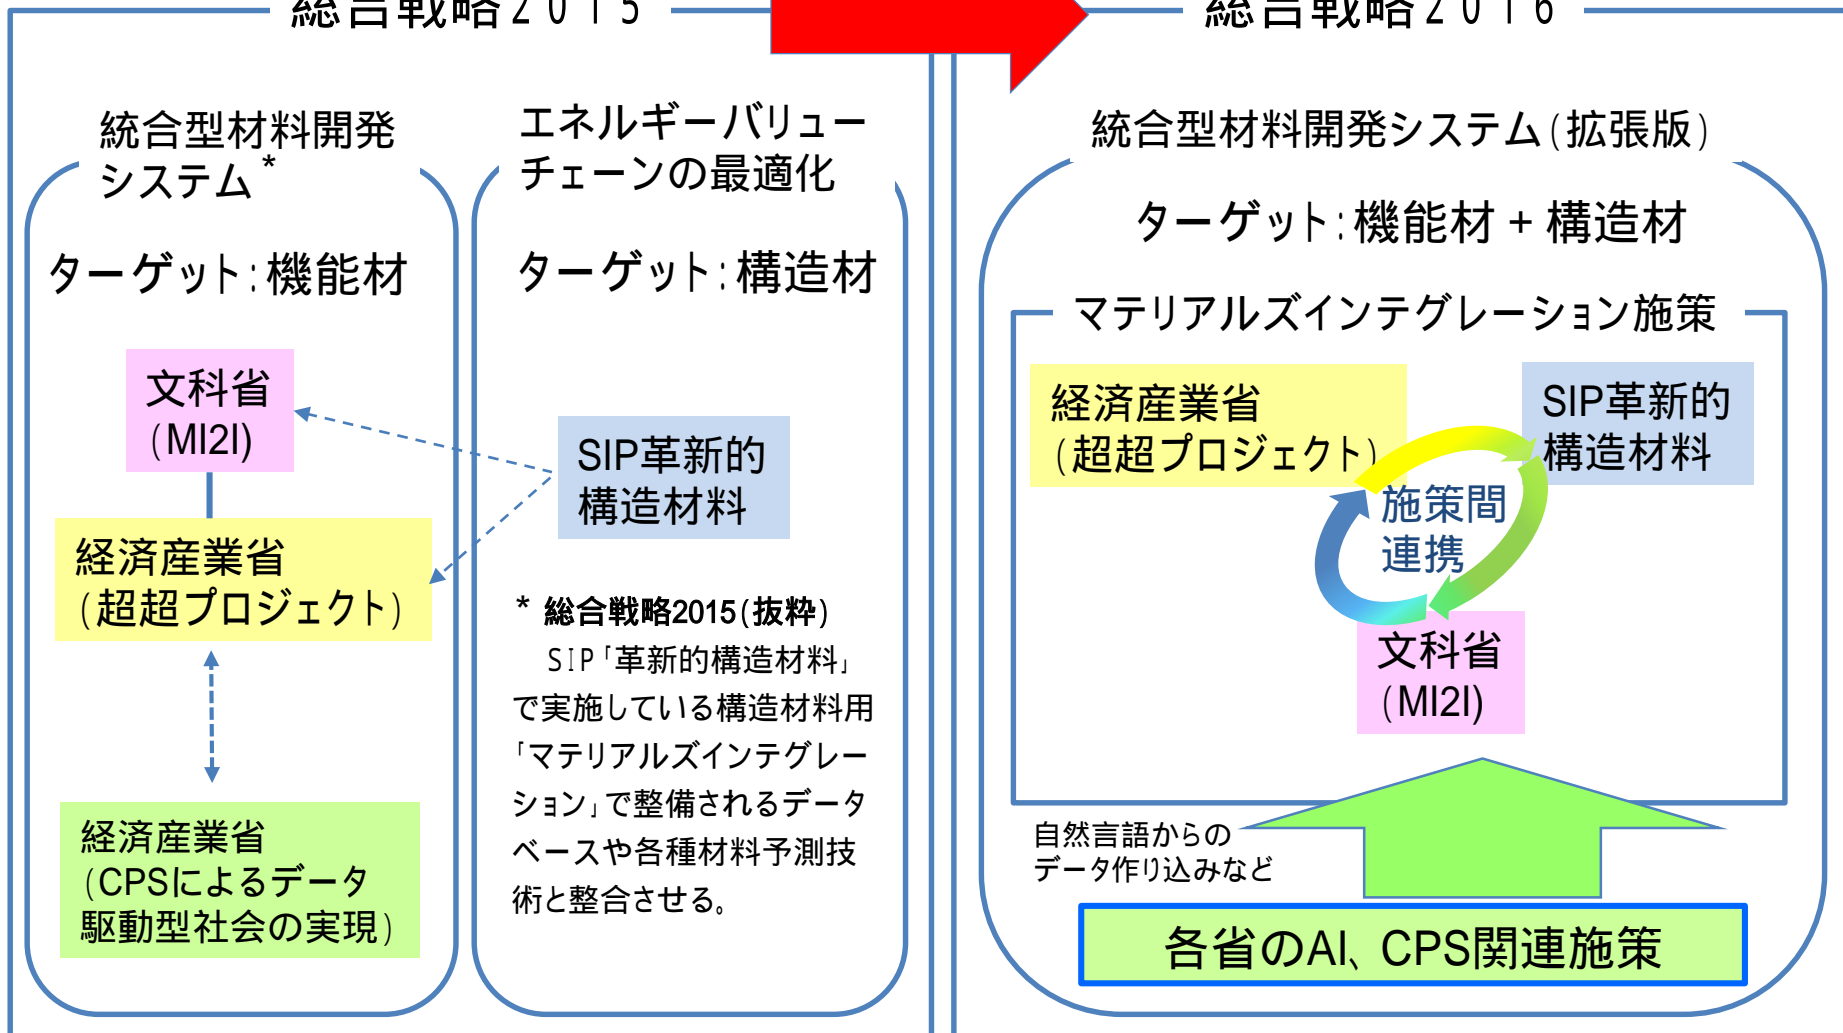 総合戦略2015
統合型材料開発
システム*
ターゲット:機能材
文科省
(MI2I)
経済産業省
(超超プロジェクト)
経済産業省
(CPSによるデータ
駆動型社会の実現)
エネルギーバリュー
チェーンの最適化
ターゲット:構造材
SIP革新的
構造材料
* 総合戦略2015(抜粋)
SIP「革新的構造材料」
で実施している構造材料用
「マテリアルズインテグレー
ション」で整備されるデータ
ベースや各種材料予測技
術と整合させる。
総合戦略2016
統合型材料開発システム(拡張版)
ターゲット:機能材+構造材
マテリアルズインテグレーション施策
経済産業省
(超超プロジェクト)
SIP革新的
構造材料
施策間
連携
文科省
(MI2I)
自然言語からの
データ作り込みなど
各省のAI、CPS関連施策